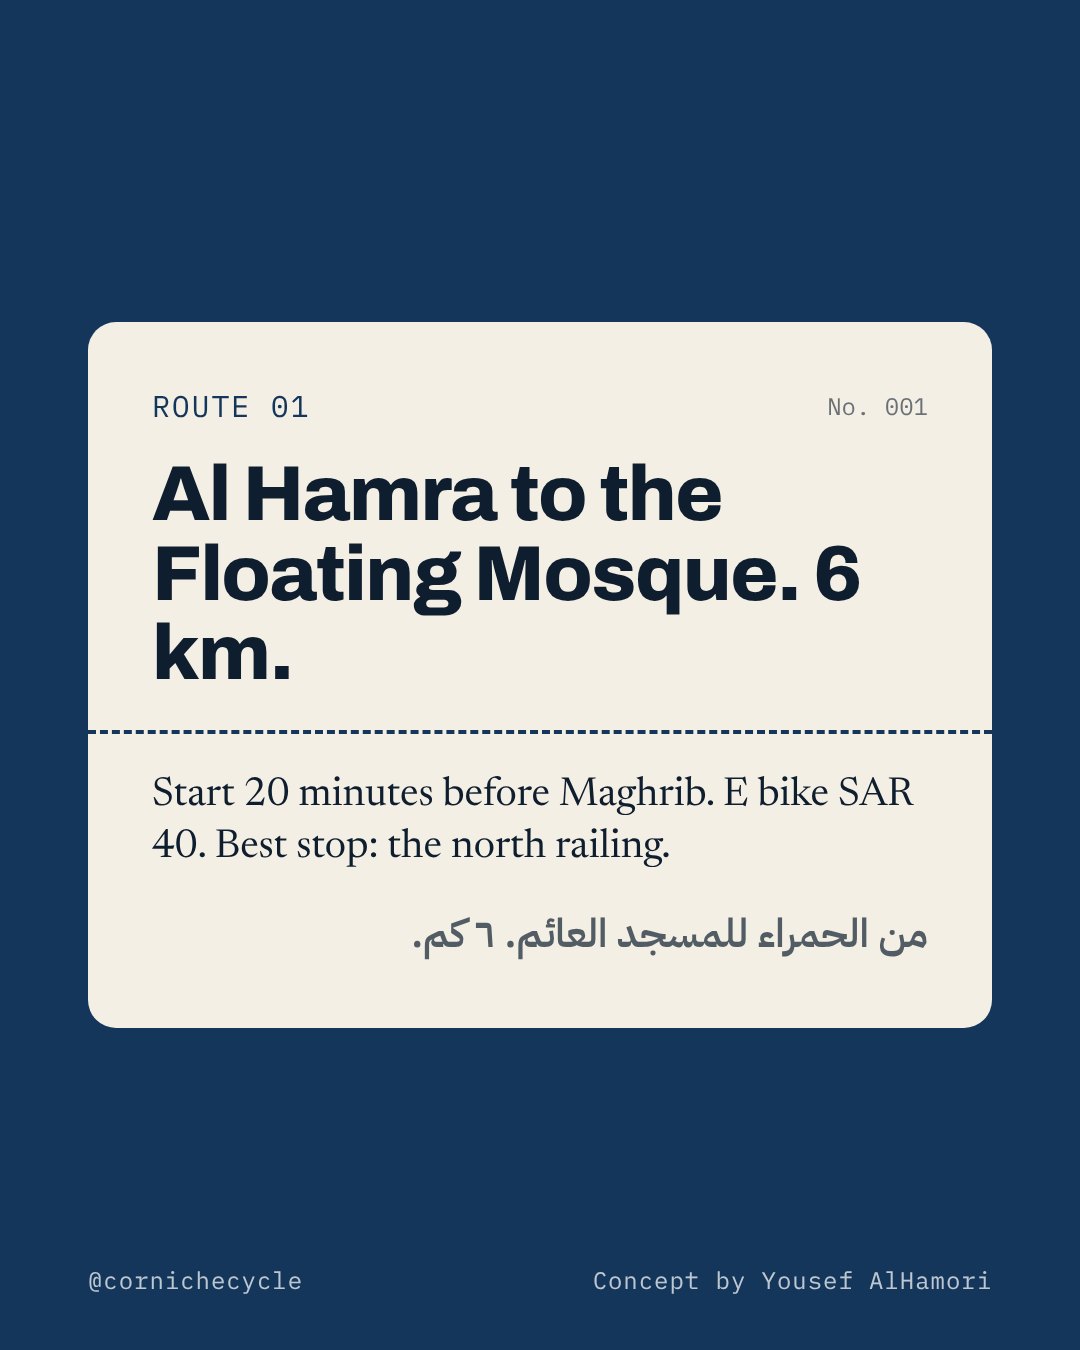 ROUTE 01
No. 001
Al Hamra to the
Floating Mosque. 6
km.
Start 20 minutes before Maghrib. E bike SAR
40. Best stop: the north railing.
من الحمراء للمسجد العائم. ٦ كم.
@cornichecycle
Concept by Yousef AlHamori